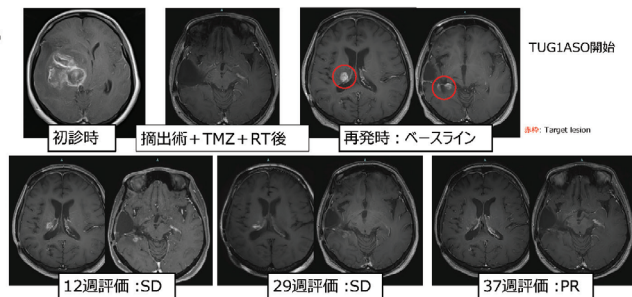 TUG1ASO開始
初診時
摘出術+TMZ+RT後
再発時:ベースライン
赤枠: Target lesion
12週評価 :SD
29週評価 :SD
37週評価 :PR